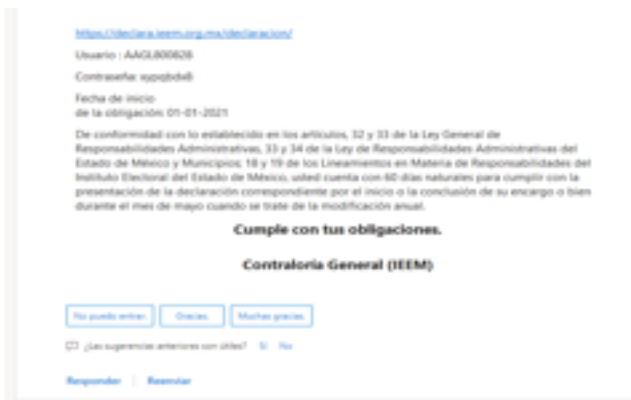 https://declara.ieem.org.mx/declaracion/
Usuario : AAGL800828
Contraseña:
Fecha de inicio
de la obligación: 01-01-2021
De conformidad con lo establecido en los artículos, 32 y 33 de la Ley General de
Responsabilidades Administrativas, 33 y 34 de la Ley de Responsabilidades Administrativas del
Estado de México y Municipios; 18 y 19 de los Lineamientos en Materia de Responsabilidades del
Instituto Electoral del Estado de México, usted cuenta con 60 días naturales para cumplir con la
presentación de la declaración correspondiente por el inicio o la conclusión de su encargo o bien
durante el mes de mayo cuando se trate de la modificación anual.
Cumple con tus obligaciones.
Contraloría General (IEEM)
No puedo entrar. Gracias. Muchas gracias.
¿Las sugerencias anteriores son útiles? Sí No
Responder Reenviar